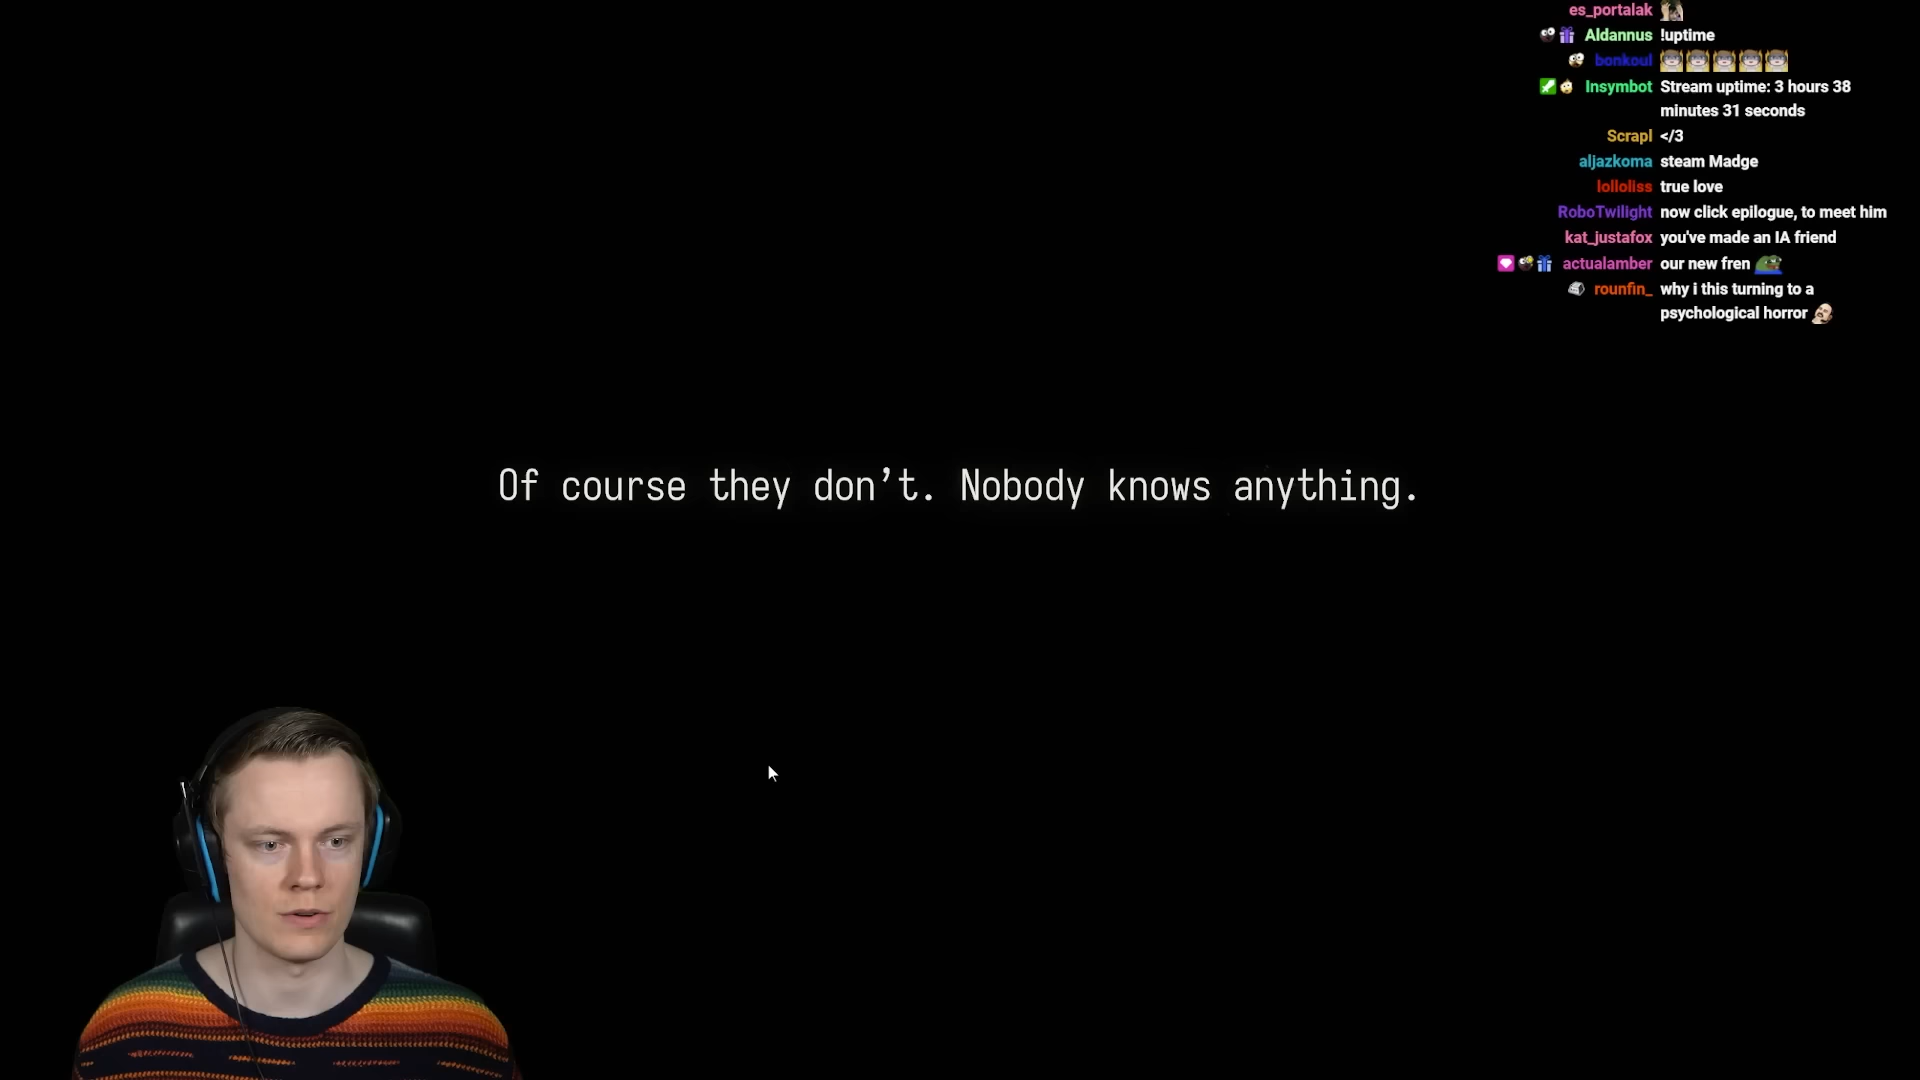 es_portalak
Aldannus !uptime
bonkoul
Insymbot Stream uptime: 3 hours 38
minutes 31 seconds
Scrapl </3
aljazkoma steam Madge
lolloliss true love
RoboTwilight now click epilogue, to meet him
kat_justafox you've made an IA friend
actualamber our new fren
rounfin_ why i this turning to a
psychological horror
Of course they don’t. Nobody knows anything.